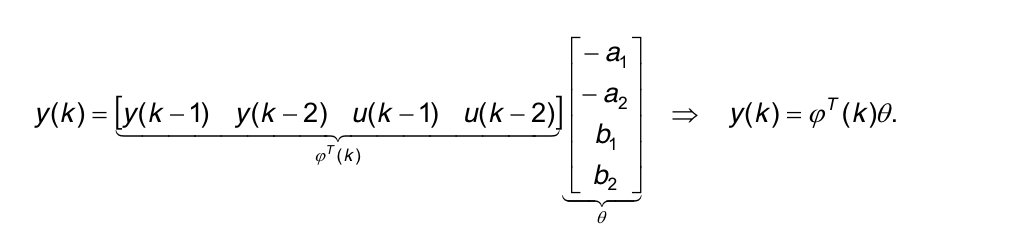 y(k) = [y(k − 1) y(k − 2) u(k − 1) u(k − 2)] [− a₁ − a₂ b₁ b₂] ⇒ y(k) = φᵀ(k)θ.
φᵀ(k)
θ